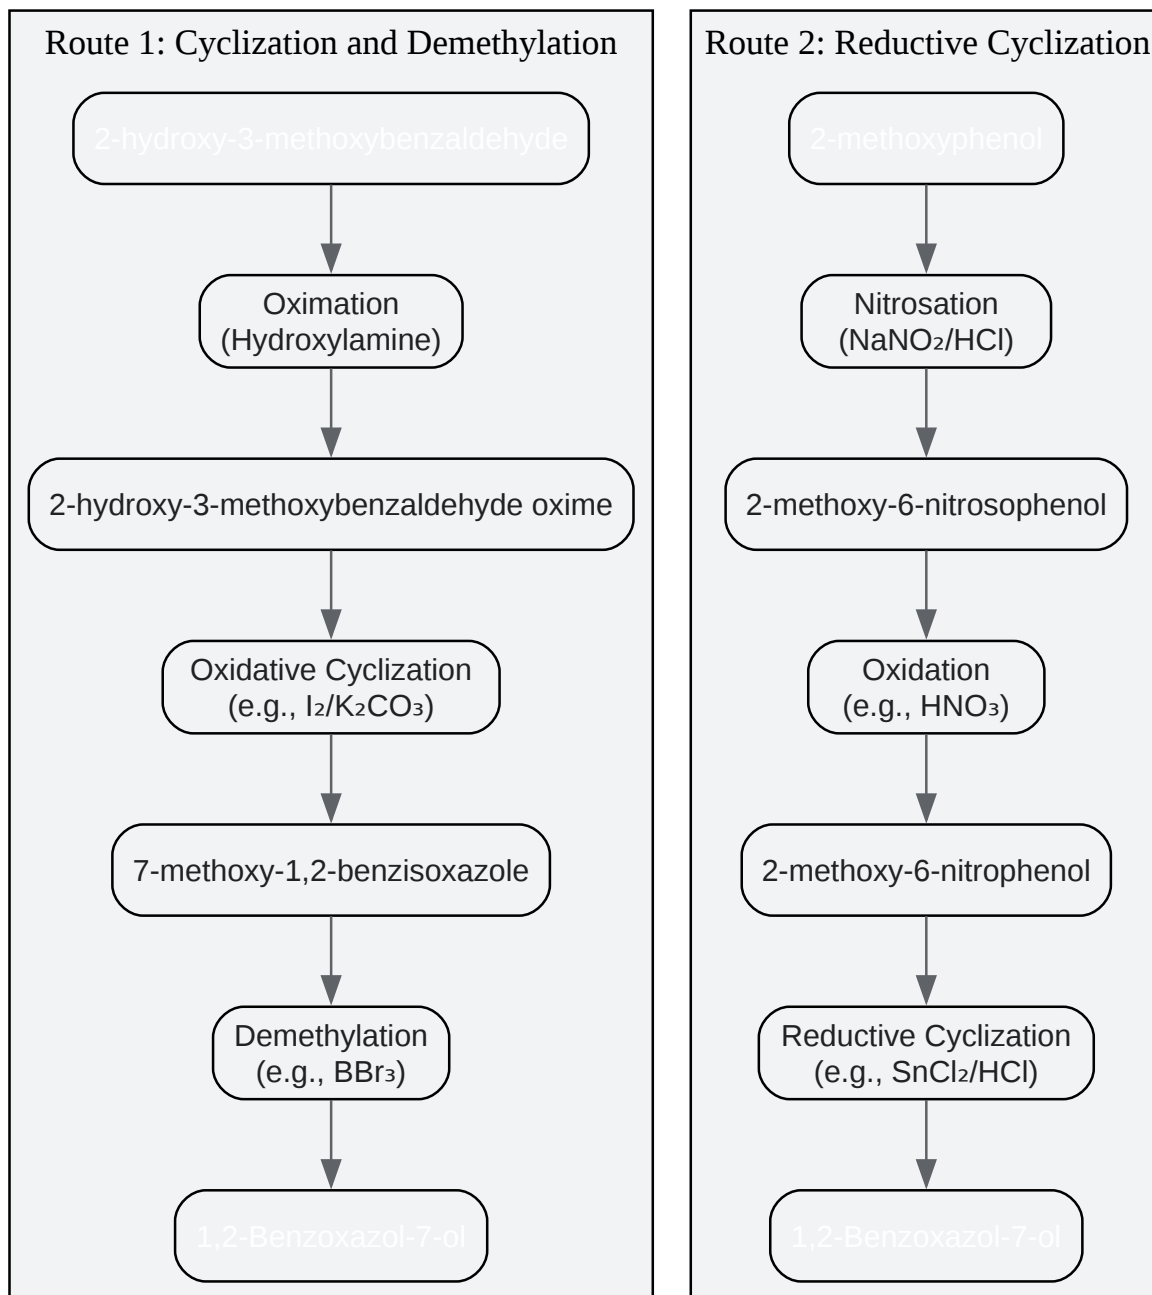 Route 1: Cyclization and Demethylation
2-hydroxy-3-methoxybenzaldehyde
Oximation
(Hydroxylamine)
2-hydroxy-3-methoxybenzaldehyde oxime
Oxidative Cyclization
(e.g., I₂/K₂CO₃)
7-methoxy-1,2-benzisoxazole
Demethylation
(e.g., BBr₃)
1,2-Benzoxazol-7-ol
Route 2: Reductive Cyclization
2-methoxyphenol
Nitrosation
(NaNO₂/HCl)
2-methoxy-6-nitrosophenol
Oxidation
(e.g., HNO₃)
2-methoxy-6-nitrophenol
Reductive Cyclization
(e.g., SnCl₂/HCl)
1,2-Benzoxazol-7-ol